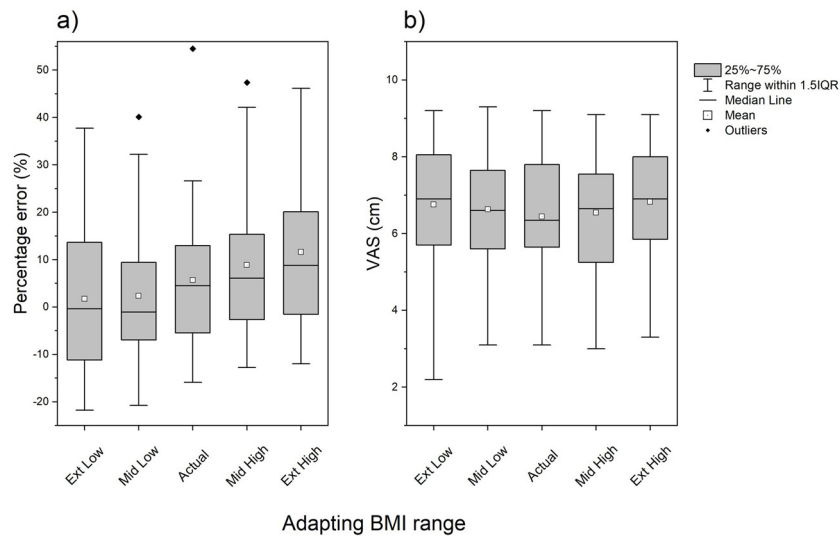 a)
b)
Percentage error (%)
50
40
30
20
10
0
-10
-20
Ext Low
Mid Low
Actual
Mid High
Ext High
VAS (cm)
10
8
6
4
2
Ext Low
Mid Low
Actual
Mid High
Ext High
25%~75%
Range within 1.5IQR
Median Line
Mean
Outliers
Adapting BMI range